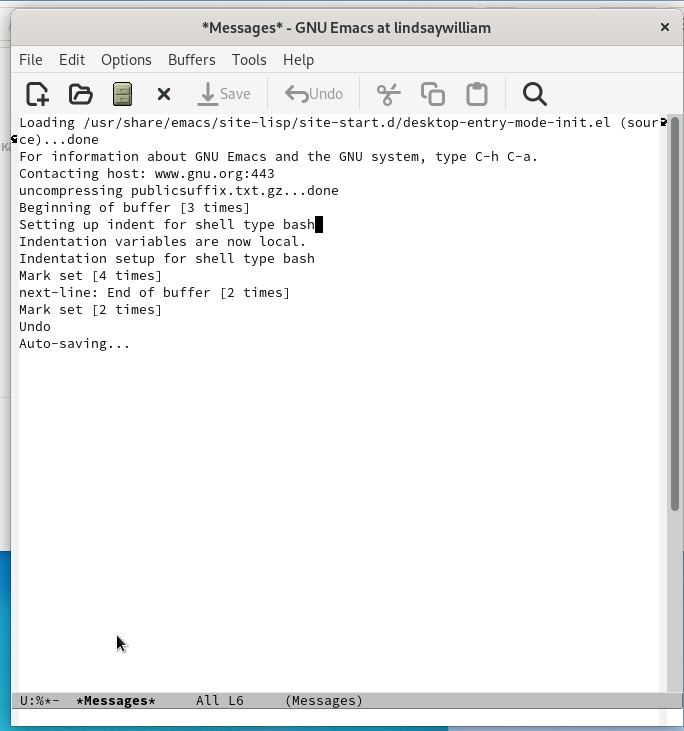 *Messages* - GNU Emacs at lindsaywilliam
File Edit Options Buffers Tools Help
Save Undo
Loading /usr/share/emacs/site-lisp/site-start.d/desktop-entry-mode-init.el (sour
ce)...done
For information about GNU Emacs and the GNU system, type C-h C-a.
Contacting host: www.gnu.org:443
uncompressing publicsuffix.txt.gz...done
Beginning of buffer [3 times]
Setting up indent for shell type bash
Indentation variables are now local.
Indentation setup for shell type bash
Mark set [4 times]
next-line: End of buffer [2 times]
Mark set [2 times]
Undo
Auto-saving...
U:%*- *Messages* All L6 (Messages)